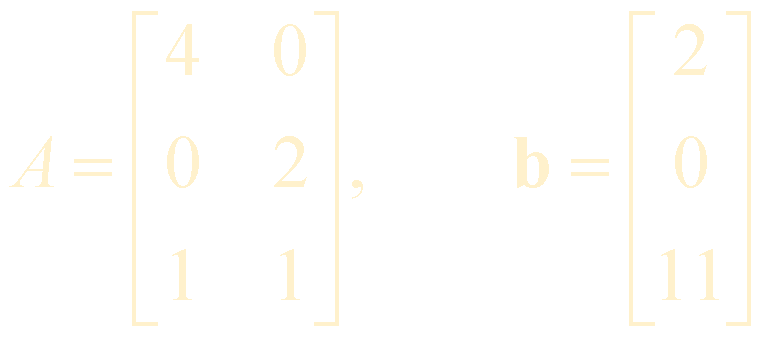 A = [4 0
0 2
1 1], b = [2
0
11]